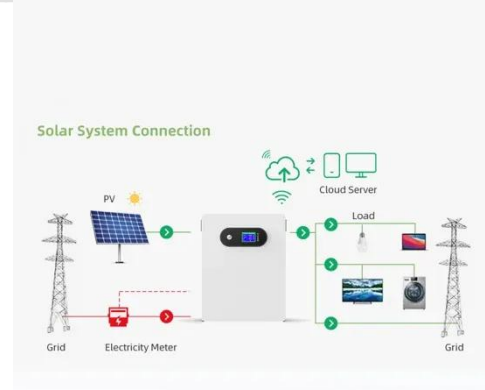 Solar System Connection
Cloud Server
PV
Load
Grid
Electricity Meter
Grid